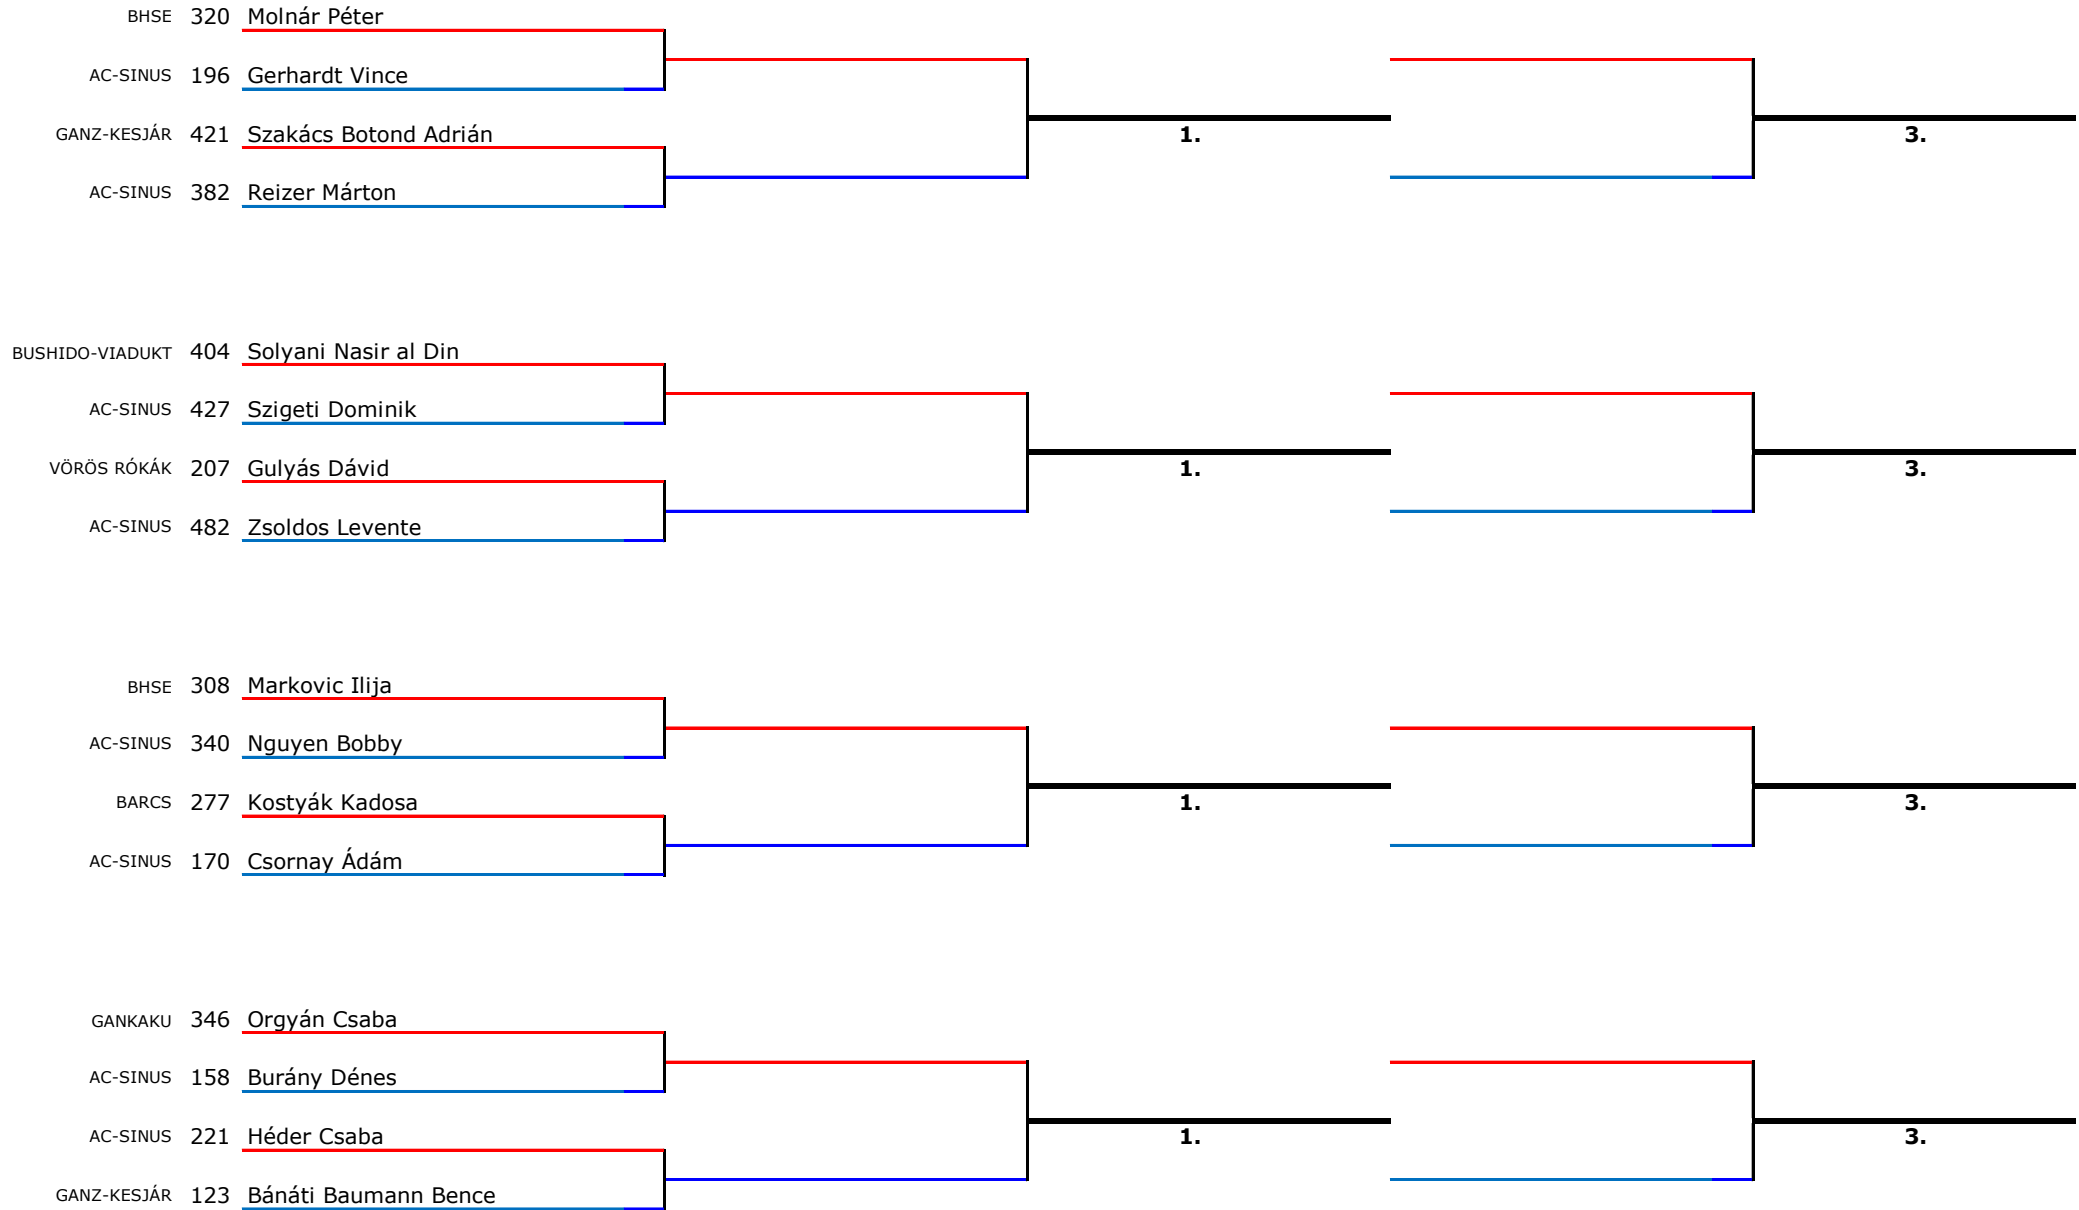 BHSE 320 Molnár Péter
AC-SINUS 196 Gerhardt Vince
GANZ-KESJÁR 421 Szakács Botond Adrián 1. 3.
AC-SINUS 382 Reizer Márton
BUSHIDO-VIADUKT 404 Solyani Nasir al Din
AC-SINUS 427 Szigeti Dominik
VÖRÖS RÓKÁK 207 Gulyás Dávid 1. 3.
AC-SINUS 482 Zsoldos Levente
BHSE 308 Markovic Ilija
AC-SINUS 340 Nguyen Bobby
BARCS 277 Kostyák Kadosa 1. 3.
AC-SINUS 170 Csornay Ádám
GANKAKU 346 Orgyán Csaba
AC-SINUS 158 Burány Dénes
AC-SINUS 221 Héder Csaba 1. 3.
GANZ-KESJÁR 123 Bánáti Baumann Bence